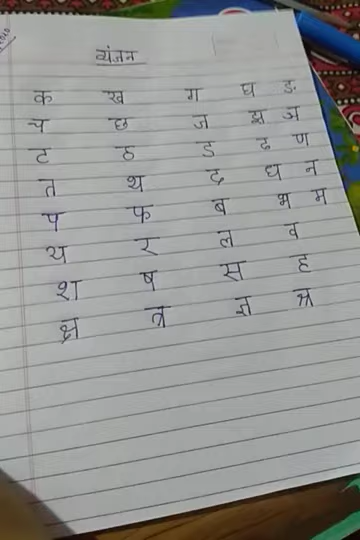 व्यंजन
क ख ग घ ङ
च छ ज झ ञ
ट ठ ड ढ ण
त थ द ध न
प फ ब भ म
य र ल व
श ष स ह
क्ष त्र ज्ञ श्र